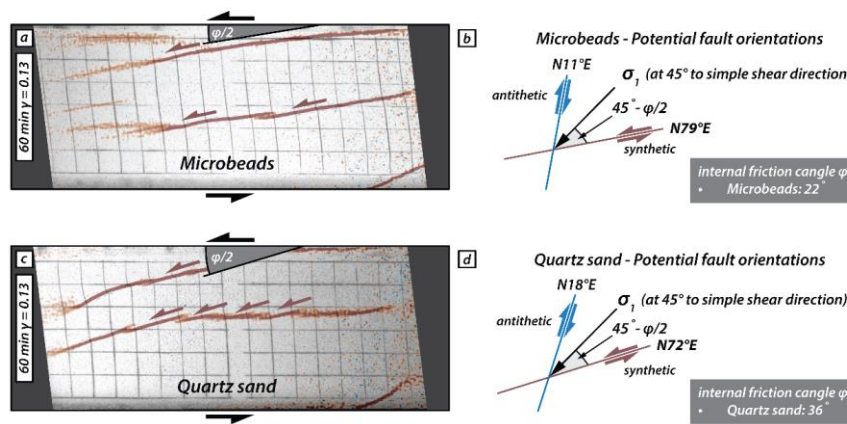 a
φ/2
Microbeads
60 min γ = 0.13
b
Microbeads - Potential fault orientations
N11°E
σ1 (at 45° to simple shear direction
antithetic
45°- φ/2
N79°E
synthetic
internal friction cangle φ
• Microbeads: 22°
c
φ/2
Quartz sand
60 min γ = 0.13
d
Quartz sand - Potential fault orientations
N18°E
σ1 (at 45° to simple shear direction)
antithetic
45°- φ/2
N72°E
synthetic
internal friction cangle φ
• Quartz sand: 36°